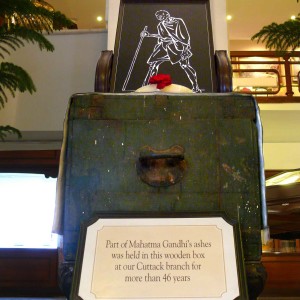 Part of Mahatma Gandhi's ashes
was held in this wooden box
at our Cuttack branch for
more than 46 years